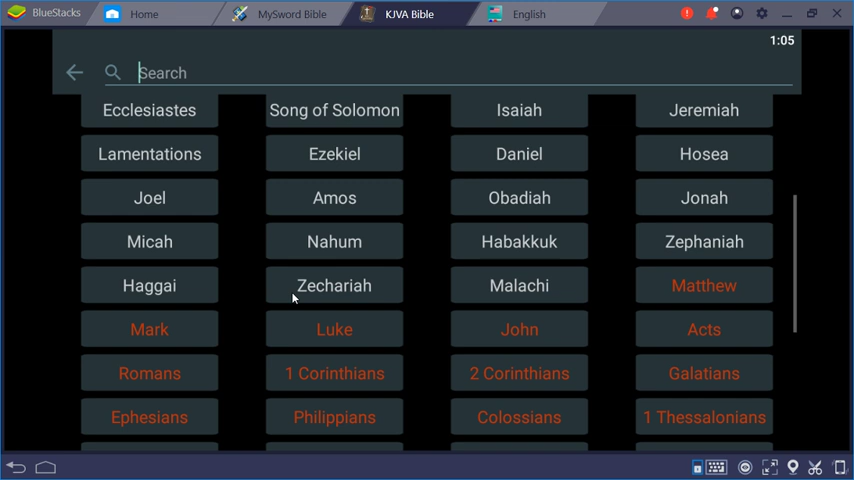 BlueStacks Home MySword Bible KJVA Bible English
1:05
Search
Ecclesiastes Song of Solomon Isaiah Jeremiah
Lamentations Ezekiel Daniel Hosea
Joel Amos Obadiah Jonah
Micah Nahum Habakkuk Zephaniah
Haggai Zechariah Malachi Matthew
Mark Luke John Acts
Romans 1 Corinthians 2 Corinthians Galatians
Ephesians Philippians Colossians 1 Thessalonians